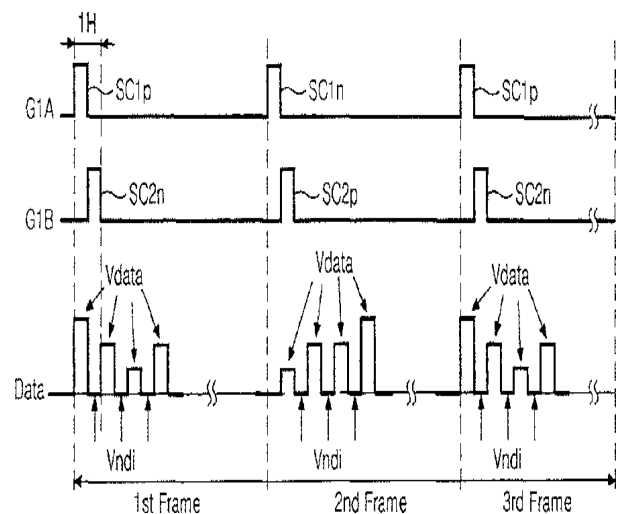 1H
G1A SC1p SC1n SC1p
G1B SC2n SC2p SC2n
Vdata Vdata Vdata
Data
Vndi Vndi Vndi
1st Frame 2nd Frame 3rd Frame